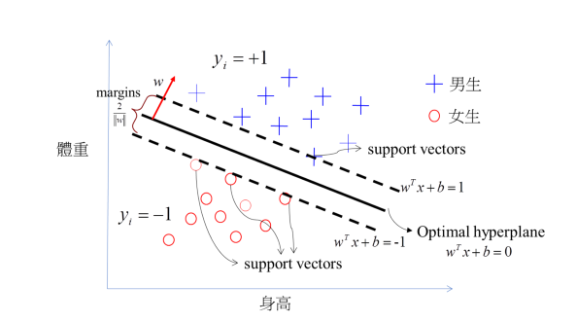 y_i = +1
w
margins
2/||w||
男生
女生
體重
support vectors
w^T x + b = 1
y_i = -1
Optimal hyperplane
w^T x + b = 0
w^T x + b = -1
support vectors
身高